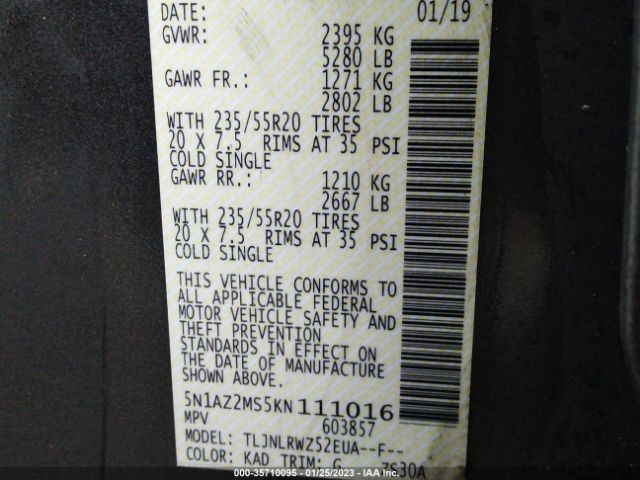 DATE: 01/19
GVWR: 2395 KG
5280 LB
GAWR FR.: 1271 KG
2802 LB
WITH 235/55R20 TIRES
20 X 7.5 RIMS AT 35 PSI
COLD SINGLE
GAWR RR.: 1210 KG
2667 LB
WITH 235/55R20 TIRES
20 X 7.5 RIMS AT 35 PSI
COLD SINGLE
THIS VEHICLE CONFORMS TO
ALL APPLICABLE FEDERAL
MOTOR VEHICLE SAFETY AND
THEFT PREVENTION
STANDARDS IN EFFECT ON
THE DATE OF MANUFACTURE
SHOWN ABOVE.
5N1AZ2MS5KN111016
MPV 603857
MODEL: TLJNLRWZ52EUA--F--
COLOR: KAD TRIM: G ZS30A
©00000--35710095 - 01/25/2023 - IAA Inc.